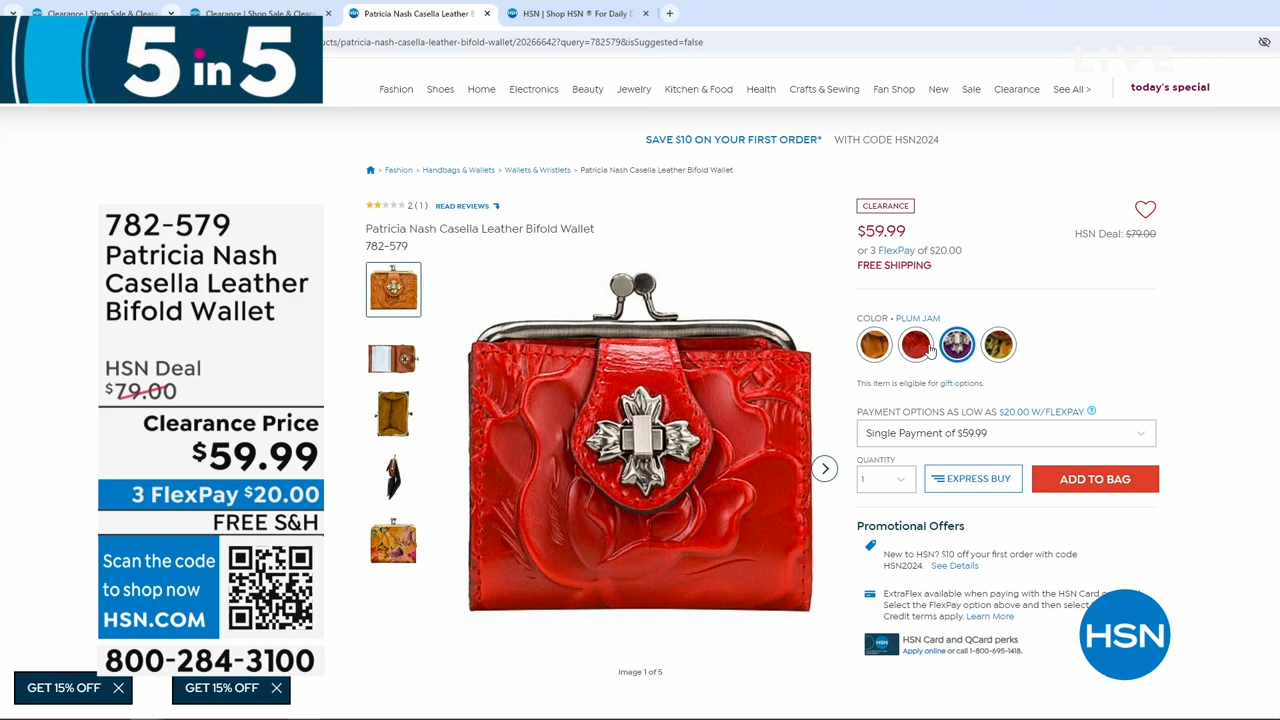 Clearance | Shop Sale & Cleara
Clearance | Shop Sale & Cleara
Patricia Nash Casella Leather B
HSN | Shop HSN ® For Daily D
5 in 5
ucts/patricia-nash-casella-leather-bifold-wallet/20266642?query=782579&isSuggested=false
LIVE
Fashion Shoes Home Electronics Beauty Jewelry Kitchen & Food Health Crafts & Sewing Fan Shop New Sale Clearance See All > today's special
SAVE $10 ON YOUR FIRST ORDER* WITH CODE HSN2024
> Fashion > Handbags & Wallets > Wallets & Wristlets > Patricia Nash Casella Leather Bifold Wallet
2 ( 1 ) READ REVIEWS
Patricia Nash Casella Leather Bifold Wallet
782-579
782-579
Patricia Nash
Casella Leather
Bifold Wallet
HSN Deal
$79.00
Clearance Price
$59.99
3 FlexPay $20.00
FREE S&H
Scan the code
to shop now
HSN.COM
800-284-3100
GET 15% OFF
GET 15% OFF
Image 1 of 5
CLEARANCE
$59.99
HSN Deal: $79.00
or 3 FlexPay of $20.00
FREE SHIPPING
COLOR • PLUM JAM
This item is eligible for gift options.
PAYMENT OPTIONS AS LOW AS $20.00 W/FLEXPAY
Single Payment of $59.99
QUANTITY
1
EXPRESS BUY
ADD TO BAG
Promotional Offers
New to HSN? $10 off your first order with code
HSN2024. See Details
ExtraFlex available when paying with the HSN Card
Select the FlexPay option above and then select
Credit terms apply. Learn More
HSN Card and QCard perks
Apply online or call 1-800-695-1418.
HSN